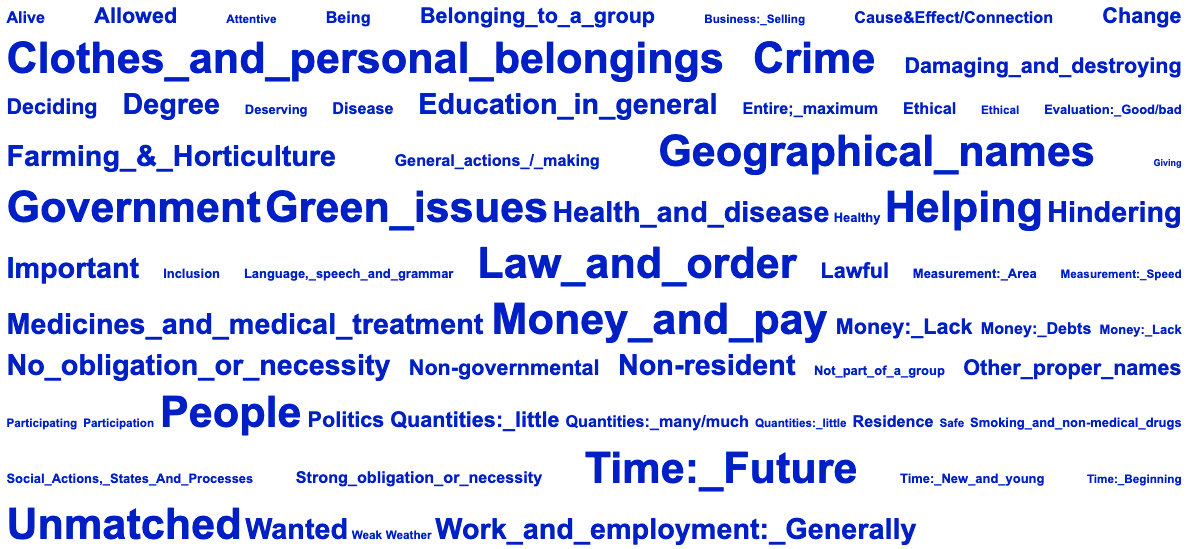 Alive Allowed Attentive Being Belonging_to_a_group Business:_Selling Cause&Effect/Connection Change
Clothes_and_personal_belongings Crime Damaging_and_destroying
Deciding Degree Deserving Disease Education_in_general Entire;_maximum Ethical Ethical Evaluation:_Good/bad
Farming_&_Horticulture General_actions_/_making Geographical_names Giving
Government Green_issues Health_and_disease Healthy Helping Hindering
Important Inclusion Language,_speech_and_grammar Law_and_order Lawful Measurement:_Area Measurement:_Speed
Medicines_and_medical_treatment Money_and_pay Money:_Lack Money:_Debts Money:_Lack
No_obligation_or_necessity Non-governmental Non-resident Not_part_of_a_group Other_proper_names
Participating Participation People Politics Quantities:_little Quantities:_many/much Quantities:_little Residence Safe Smoking_and_non-medical_drugs
Social_Actions,_States_And_Processes Strong_obligation_or_necessity Time:_Future Time:_New_and_young Time:_Beginning
Unmatched Wanted Weak Weather Work_and_employment:_Generally